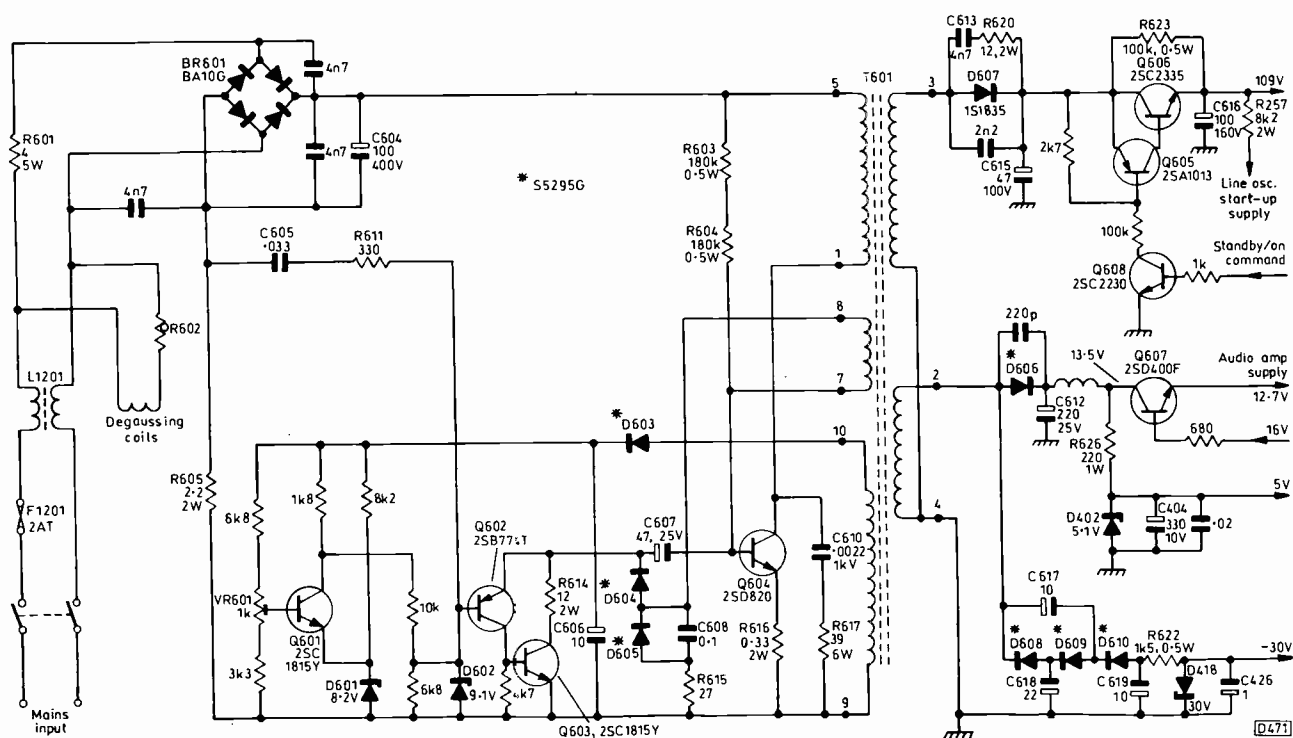 BR601
BA10G
4n7
4n7
C604
100
400V
R601
4
5W
4n7
C605
·033
R611
330
R602
L1201
Degaussing
coils
F1201
2AT
Mains
input
R605
2·2
2W
6k8
VR601
1k
3k3
1k8
8k2
Q601
2SC
1815Y
D601
8·2V
10k
6k8
D602
9·1V
Q602
2SB774T
4k7
Q603, 2SC1815Y
R614
12
2W
C606
10
* D603
* S5295G
C607
47, 25V
*
D604
*
D605
C608
0·1
R615
27
R603
180k
0·5W
R604
180k
0·5W
Q604
2SD820
R616
0·33
2W
C610
·0022
1kV
R617
39
6W
T601
5
1
8
7
10
9
3
2
4
C613
4n7
R620
12,2W
D607
1S1835
2n2
C615
47
100V
R623
100k, 0·5W
Q606
2SC2335
109V
C616
100
160V
R257
8k2
2W
2k7
Q605
2SA1013
Line osc.
start-up
supply
100k
Standby/on
command
Q608
2SC2230
1k
220p
*
D606
13·5V
Q607
2SD400F
Audio amp
supply
12·7V
C612
220
25V
R626
220
1W
680
16V
5V
D402
5·1V
C404
330
10V
·02
C617
10
*
D608
*
D609
*
D610
R622
1k5, 0·5W
-30V
C618
22
C619
10
D418
30V
C426
1
D471